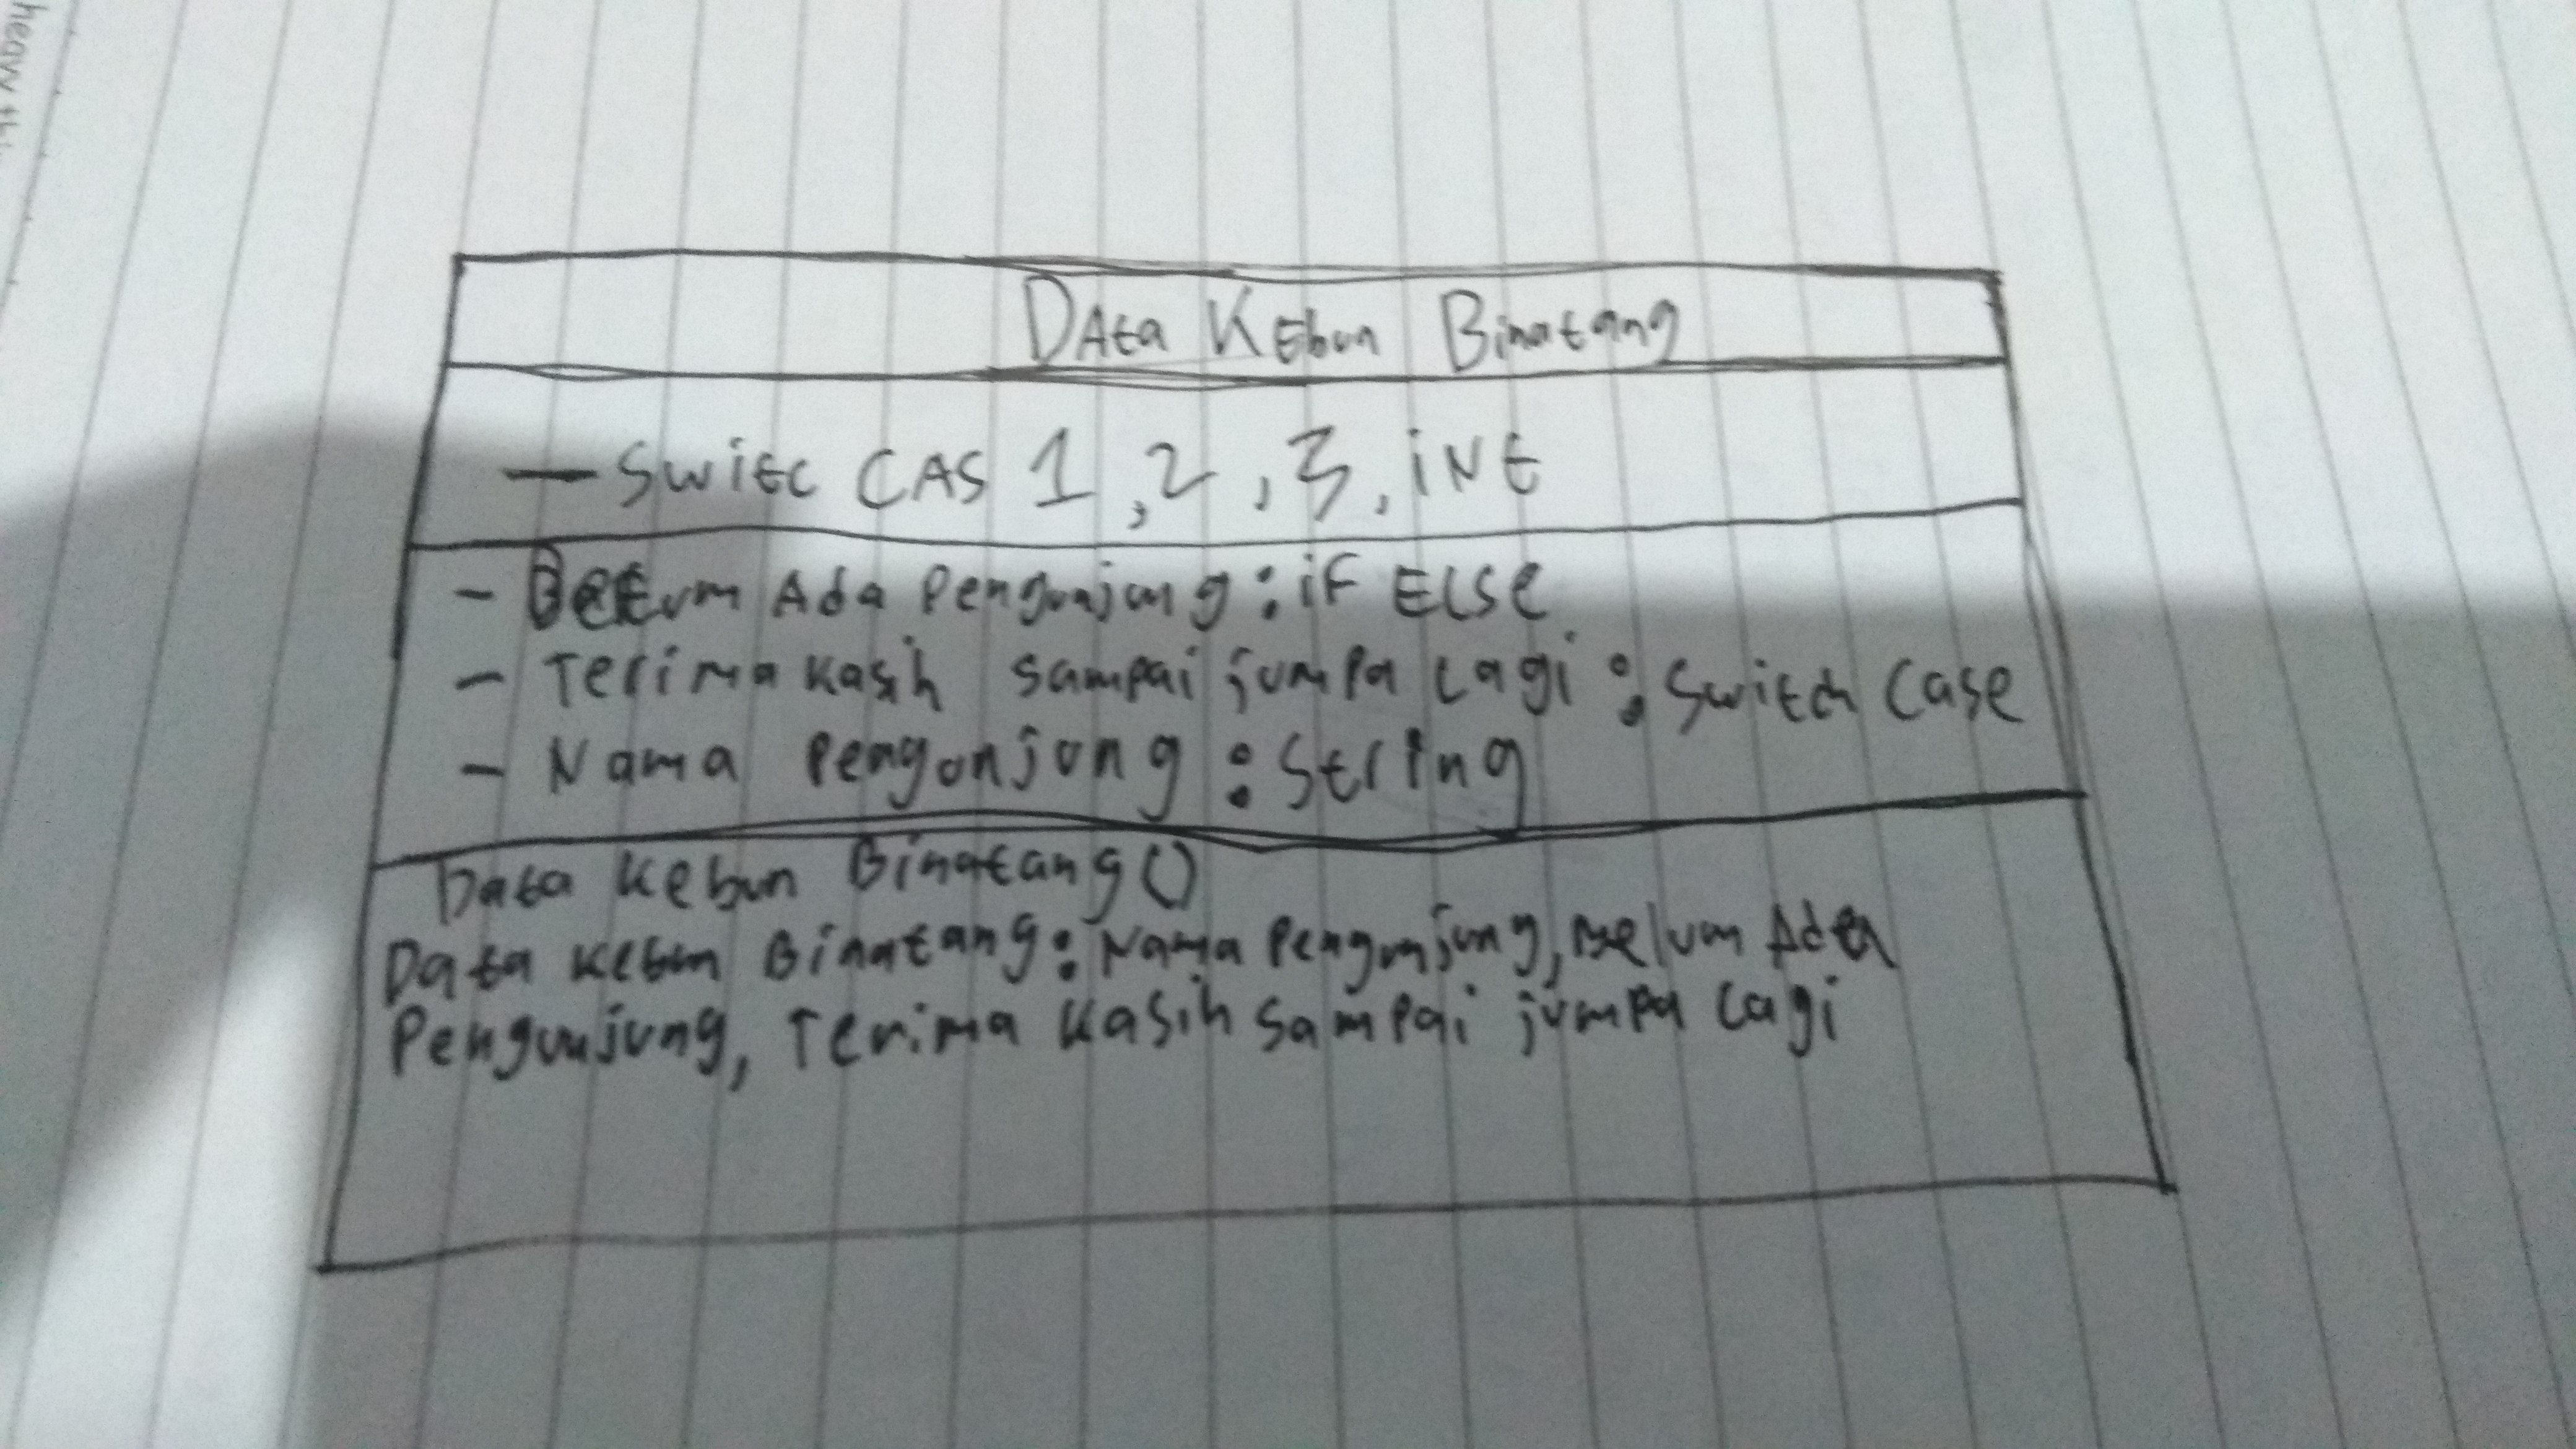 heavy
Data Kebun Binatang
— Switc CAS 1, 2, 3, iNt
- Belum Ada Pengunjung : if Else
- Terima kasih sampai jumpa lagi : Switch Case
- Nama Pengonjong : String
Data Kebun Binatang ()
Data Kebun Binatang : Nama Pengunjung, Belum Ada
Pengunjung, Terima kasih sampai jumpa lagi